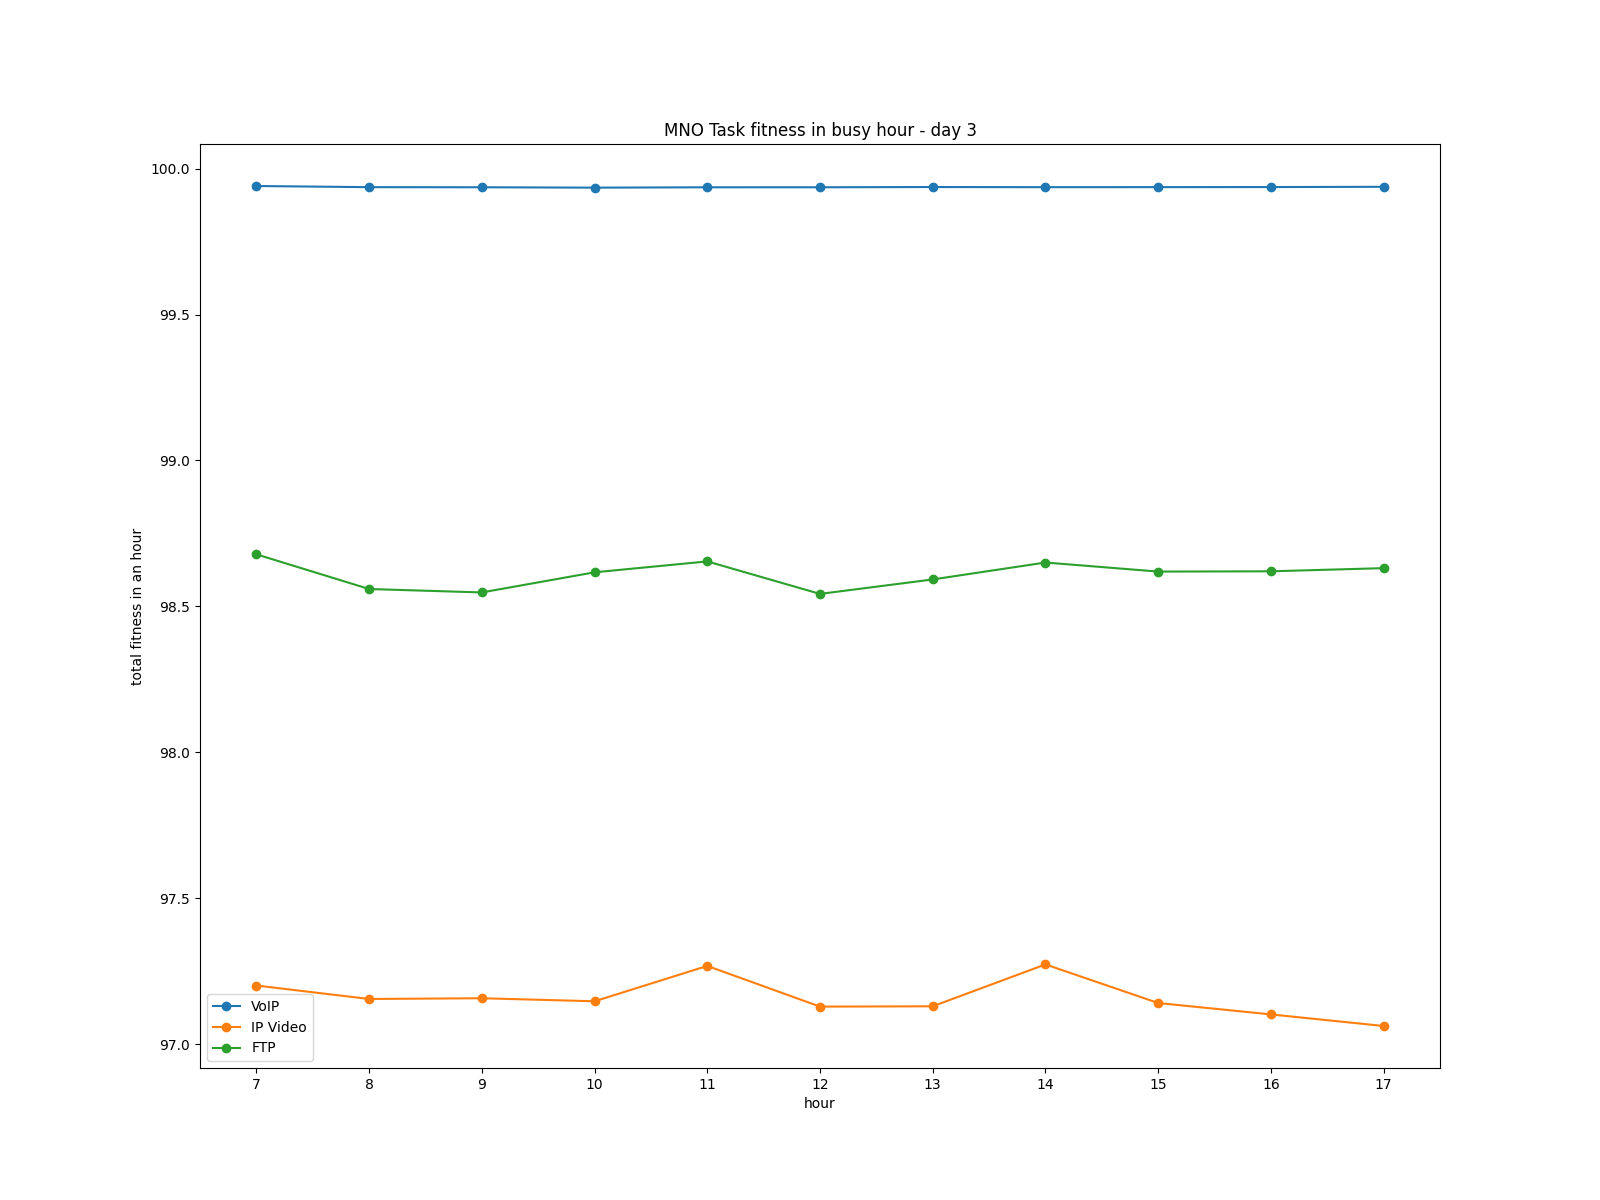 MNO Task fitness in busy hour - day 3
100.0
99.5
99.0
98.5
98.0
97.5
97.0
total fitness in an hour
VoIP
IP Video
FTP
7 8 9 10 11 12 13 14 15 16 17
hour